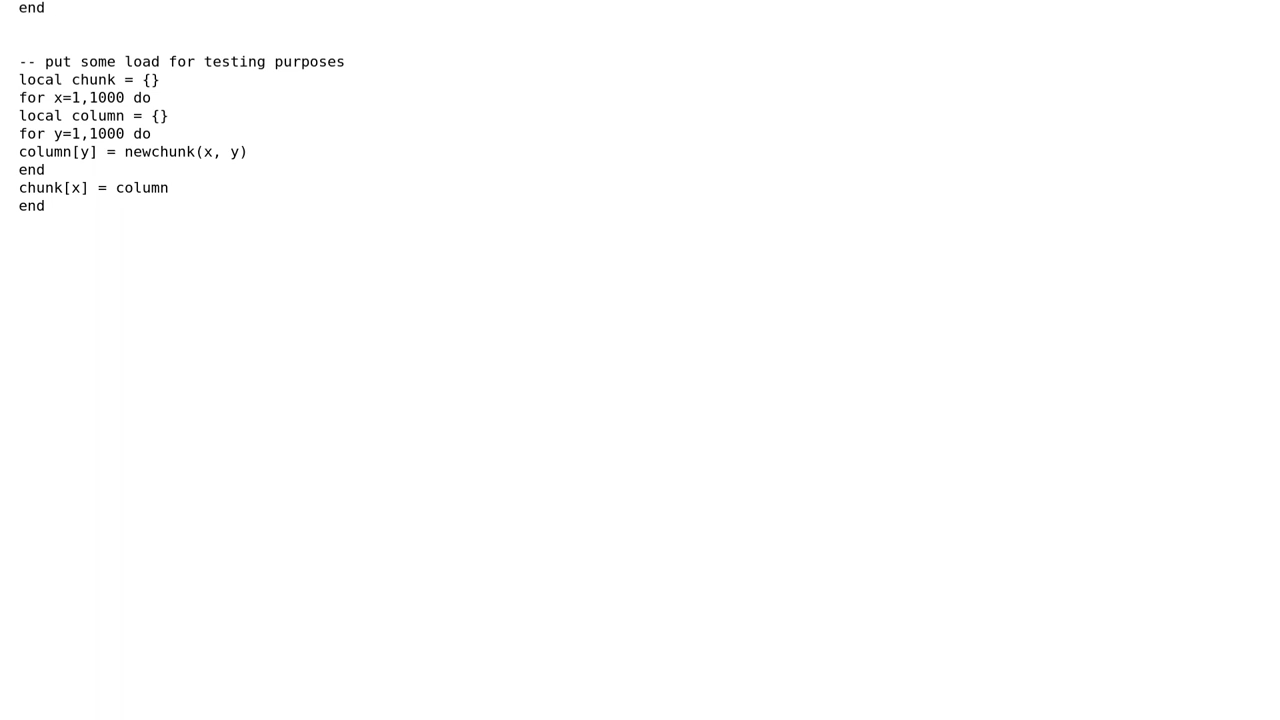 end
-- put some load for testing purposes
local chunk = {}
for x=1,1000 do
local column = {}
for y=1,1000 do
column[y] = newchunk(x, y)
end
chunk[x] = column
end